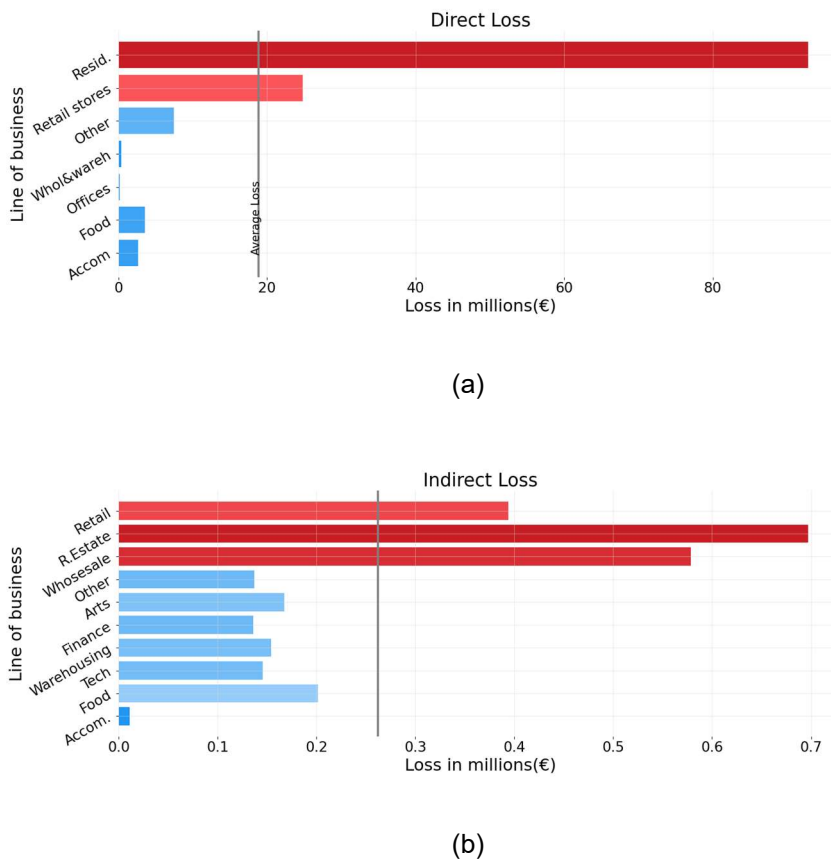 Direct Loss
Line of business
Resid.
Retail stores
Other
Whol&wareh
Offices
Food
Accom
Average Loss
0 20 40 60 80
Loss in millions(€)
(a)
Indirect Loss
Line of business
Retail
R.Estate
Whosesale
Other
Arts
Finance
Warehousing
Tech
Food
Accom.
0.0 0.1 0.2 0.3 0.4 0.5 0.6 0.7
Loss in millions(€)
(b)